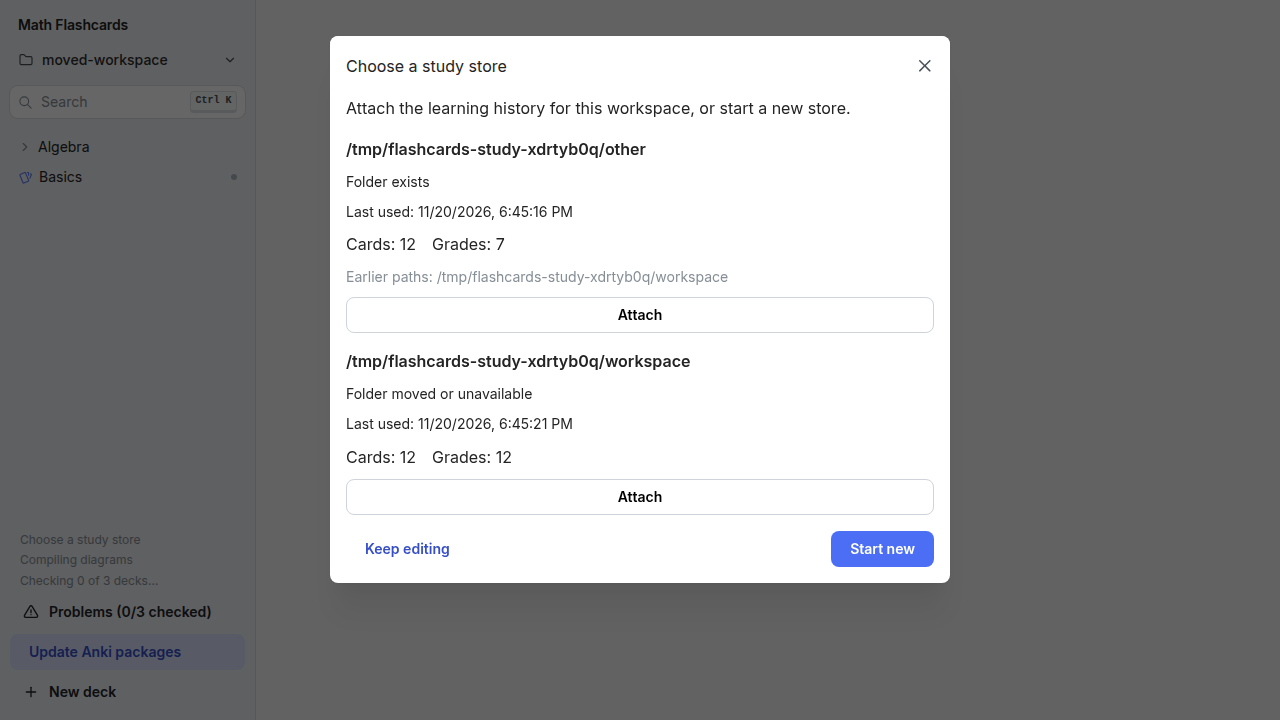 Math Flashcards
moved-workspace
Search
Ctrl K
Algebra
Basics
Choose a study store
Compiling diagrams
Checking 0 of 3 decks...
Problems (0/3 checked)
Update Anki packages
New deck
Choose a study store
Attach the learning history for this workspace, or start a new store.
/tmp/flashcards-study-xdrtyb0q/other
Folder exists
Last used: 11/20/2026, 6:45:16 PM
Cards: 12 Grades: 7
Earlier paths: /tmp/flashcards-study-xdrtyb0q/workspace
Attach
/tmp/flashcards-study-xdrtyb0q/workspace
Folder moved or unavailable
Last used: 11/20/2026, 6:45:21 PM
Cards: 12 Grades: 12
Attach
Keep editing
Start new